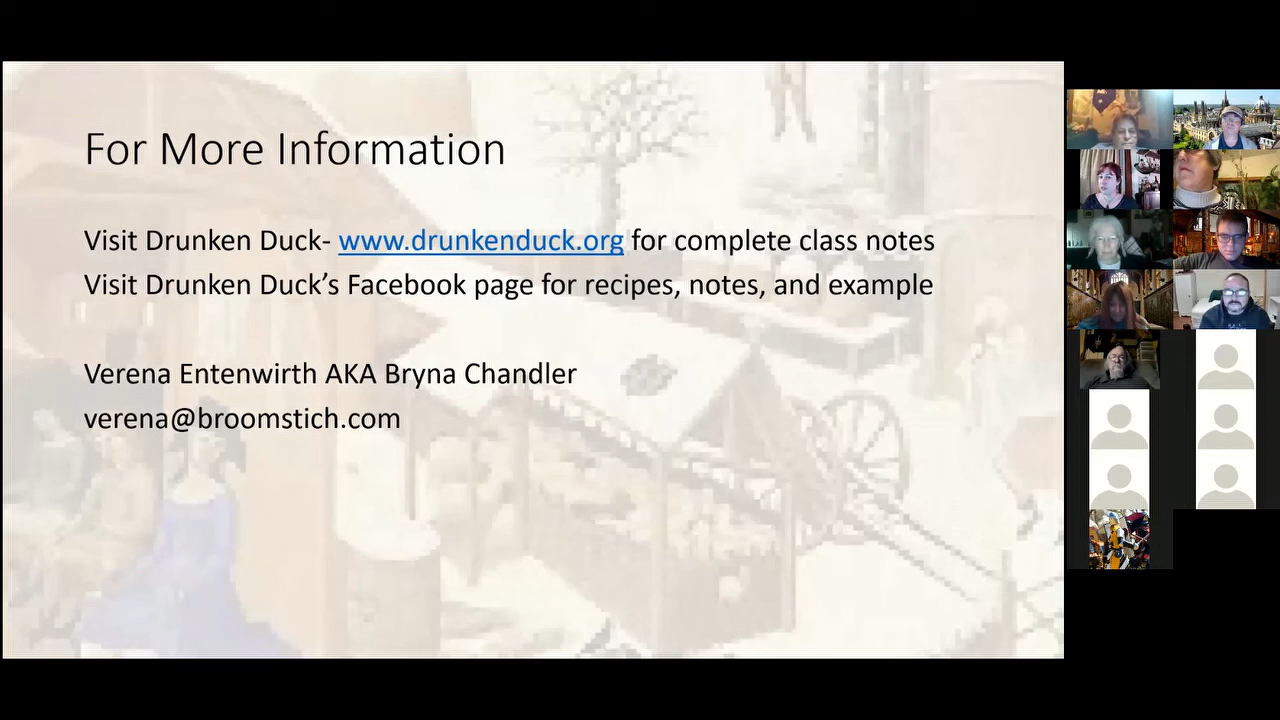 For More Information
Visit Drunken Duck- www.drunkenduck.org for complete class notes
Visit Drunken Duck’s Facebook page for recipes, notes, and example
Verena Entenwirth AKA Bryna Chandler
verena@broomstich.com